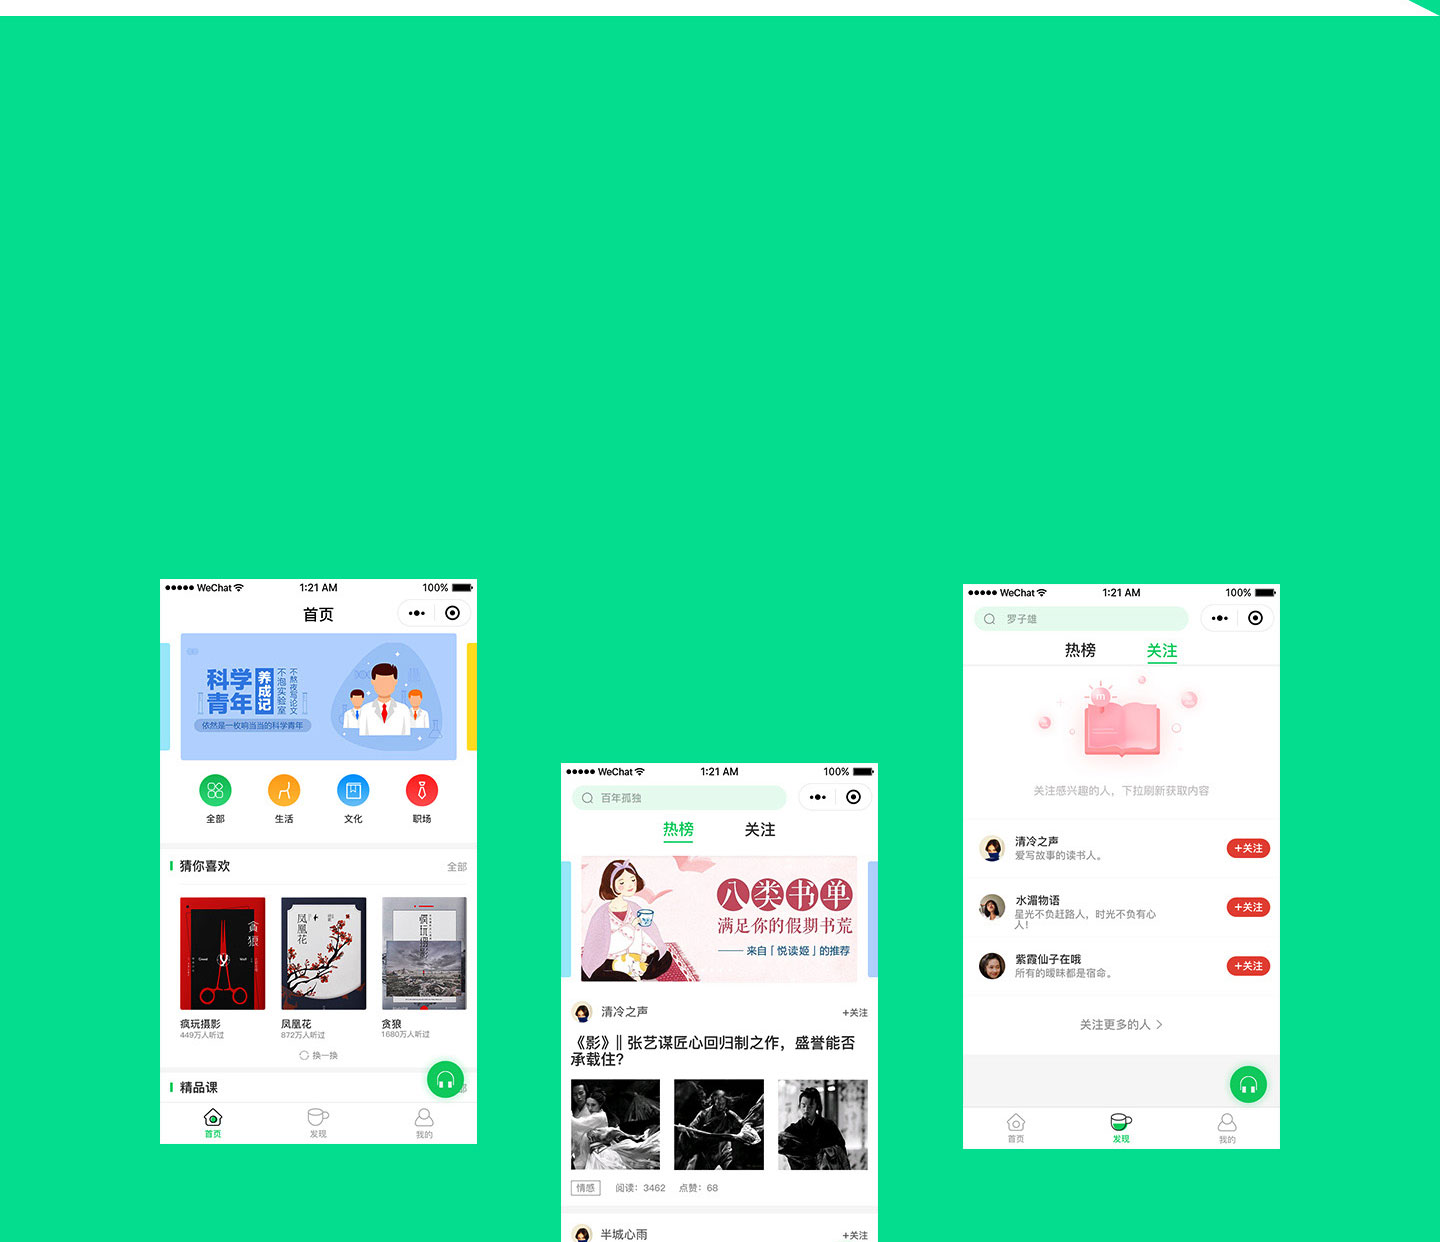 WeChat
1:21 AM
100%
首页
科学
青年
养成记
不泡实验室
不熬夜写论文
依然是一枚响当当的科学青年
全部
生活
文化
职场
猜你喜欢
全部
贪狼
凤凰花
疯玩摄影
凤凰花
贪狼
449万人听过
872万人听过
1680万人听过
换一换
精品课
部
首页
发现
我的
WeChat
1:21 AM
100%
百年孤独
热榜
关注
八类书单
满足你的假期书荒
来自「悦读姬」的推荐
清冷之声
+关注
《影》‖ 张艺谋匠心回归制之作，盛誉能否
承载住?
情感
阅读：3462
点赞：68
半城心雨
+关注
WeChat
1:21 AM
100%
罗子雄
热榜
关注
关注感兴趣的人，下拉刷新获取内容
清冷之声
爱写故事的读书人。
+关注
水湄物语
星光不负赶路人，时光不负有心
人！
+关注
紫霞仙子在哦
所有的暧昧都是宿命。
+关注
关注更多的人
首页
发现
我的